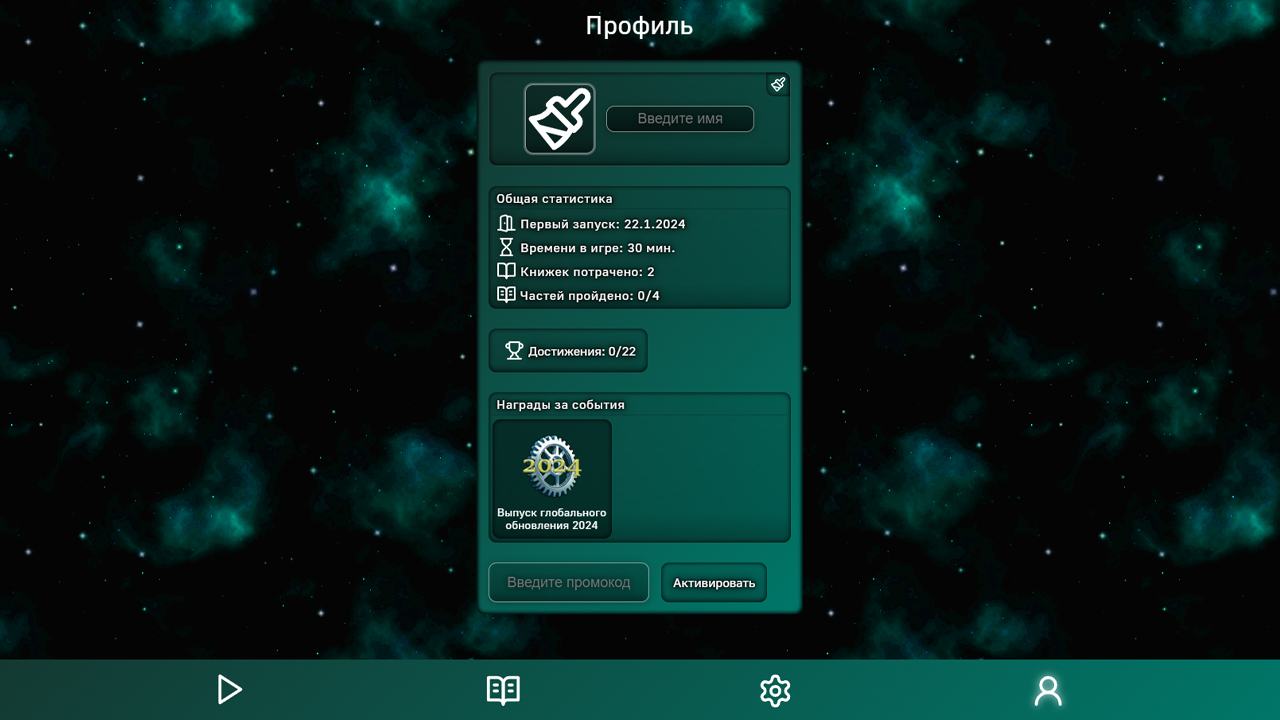 Профиль
Введите имя
Общая статистика
Первый запуск: 22.1.2024
Времени в игре: 30 мин.
Книжек потрачено: 2
Частей пройдено: 0/4
Достижения: 0/22
Награды за события
2024
Выпуск глобального
обновления 2024
Введите промокод
Активировать